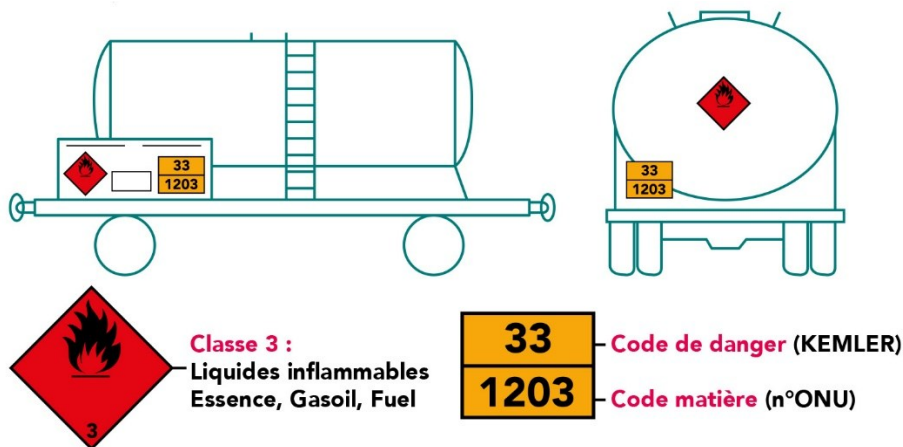 33
1203
33
1203
3
Classe 3 :
Liquides inflammables
Essence, Gasoil, Fuel
33
1203
Code de danger (KEMLER)
Code matière (n°ONU)